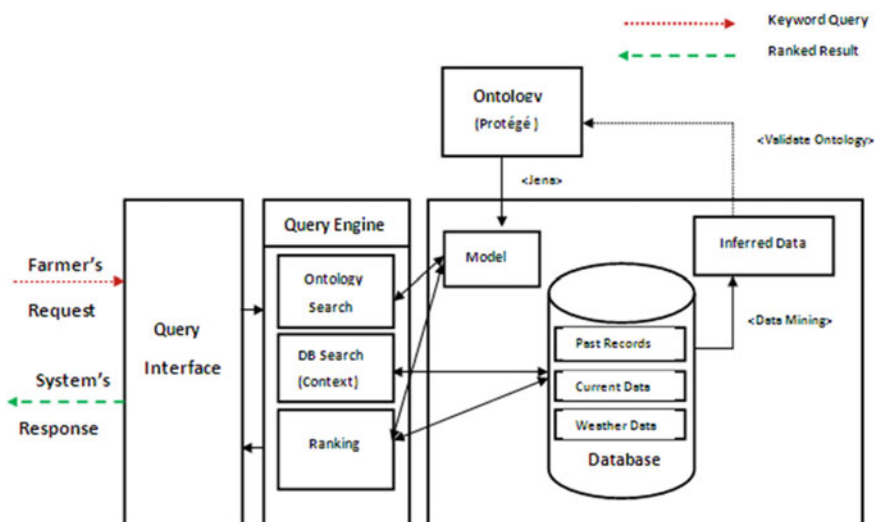 Keyword Query
Ranked Result
Ontology
(Protégé )
<Validate Ontology>
<Jena>
Query Engine
Inferred Data
Model
Farmer's
Ontology
Search
Request
Query
Interface
<Data Mining>
Past Records
DB Search
(Context)
System's
Current Data
Response
Ranking
Weather Data
Database